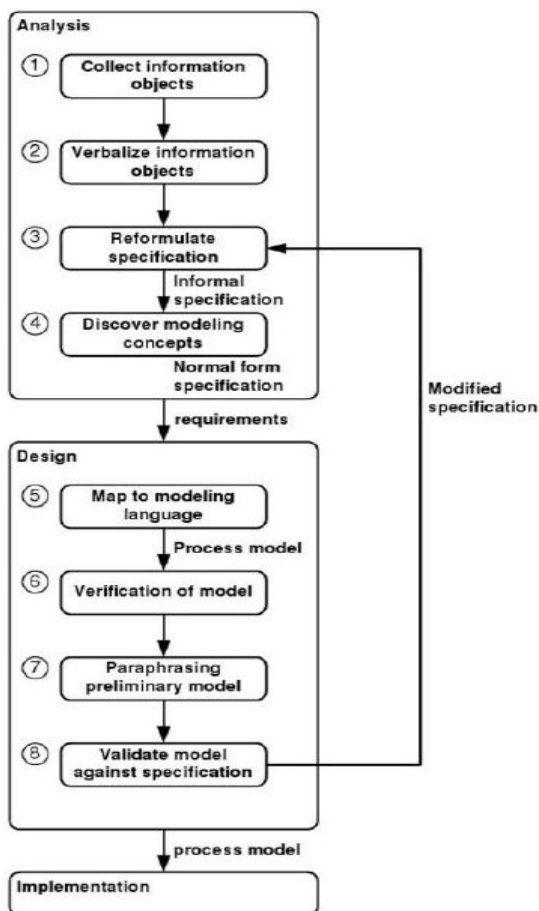 Analysis
1
Collect information
objects
2
Verbalize information
objects
3
Reformulate
specification
Informal
specification
4
Discover modeling
concepts
Normal form
specification
Modified
specification
requirements
Design
5
Map to modeling
language
Process model
6
Verification of model
7
Paraphrasing
preliminary model
8
Validate model
against specification
process model
Implementation